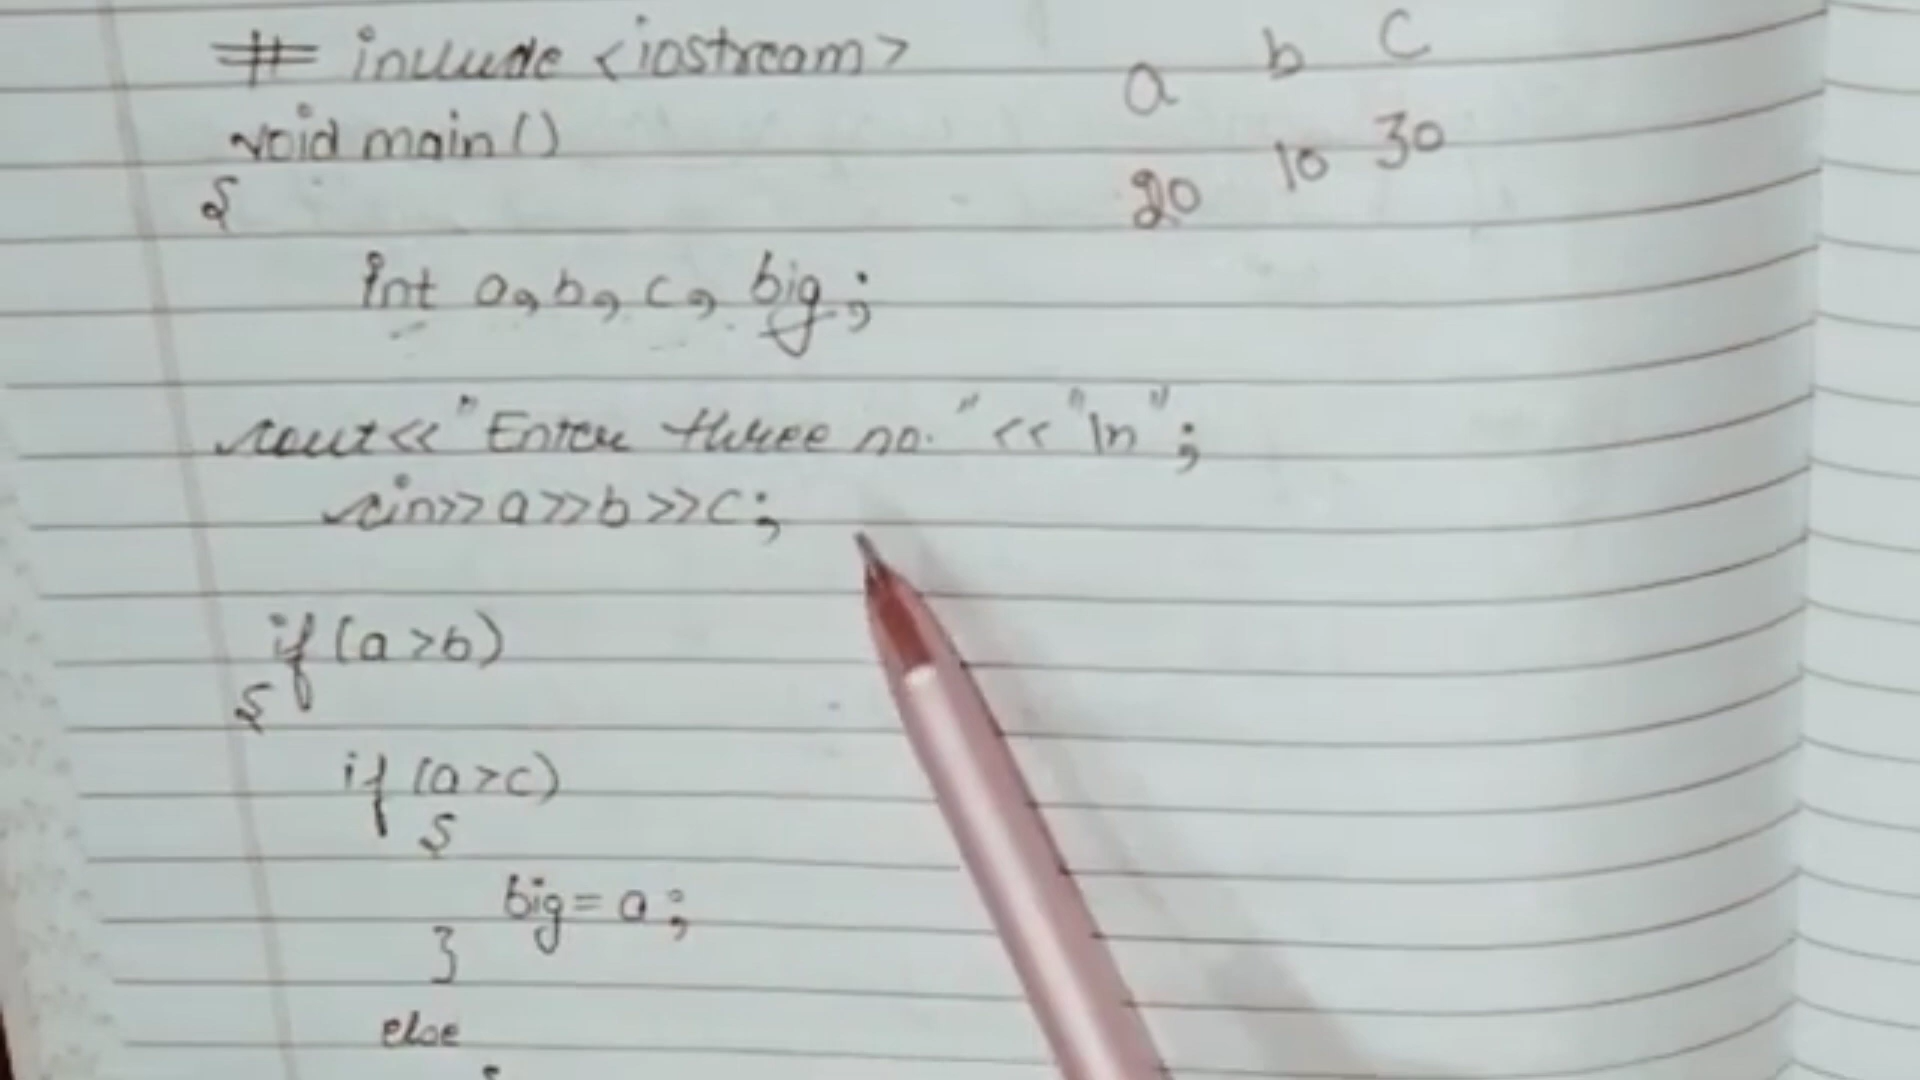 # include <iostream>
void main()
{
int a, b, c, big;
cout<< "Enter three no." << "\n";
cin>>a>>b>>c;
if (a>b)
{
if (a>c)
{
big = a;
}
else
a b c
20 10 30